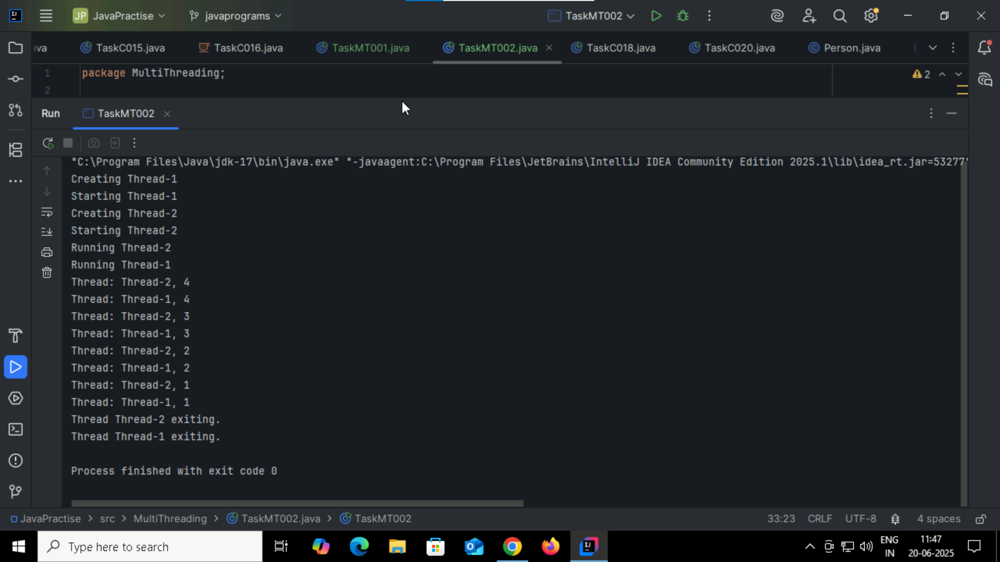 JP JavaPractise javaprograms TaskMT002
ava TaskC015.java TaskC016.java TaskMT001.java TaskMT002.java TaskC018.java TaskC020.java Person.java
1 package MultiThreading; 2
2
Run TaskMT002
"C:\Program Files\Java\jdk-17\bin\java.exe" "-javaagent:C:\Program Files\JetBrains\IntelliJ IDEA Community Edition 2025.1\lib\idea_rt.jar=53277"
Creating Thread-1
Starting Thread-1
Creating Thread-2
Starting Thread-2
Running Thread-2
Running Thread-1
Thread: Thread-2, 4
Thread: Thread-1, 4
Thread: Thread-2, 3
Thread: Thread-1, 3
Thread: Thread-2, 2
Thread: Thread-1, 2
Thread: Thread-2, 1
Thread: Thread-1, 1
Thread Thread-2 exiting.
Thread Thread-1 exiting.
Process finished with exit code 0
JavaPractise > src > MultiThreading > TaskMT002.java > TaskMT002 33:23 CRLF UTF-8 4 spaces
Type here to search ENG 11:47
IN 20-06-2025